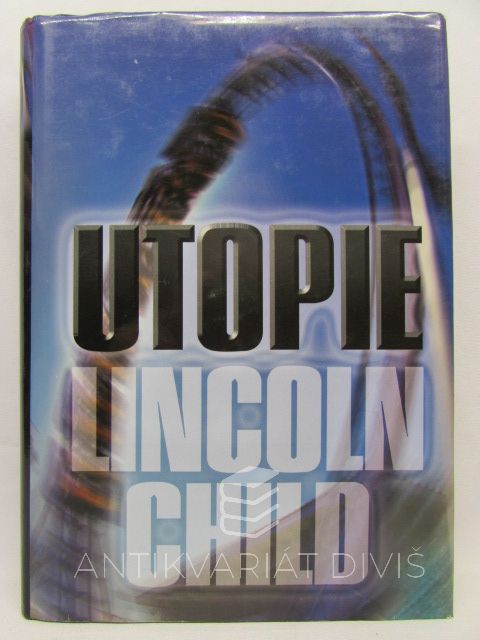 UTOPIE
LINCOLN
CHILD
ANTIKVARIÁT DIVIŠ